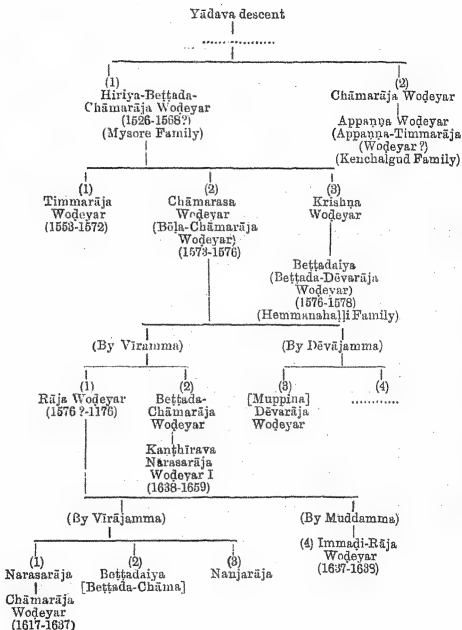 Yādava descent
....................
(1)
Hiriya-Beṭṭada-
Chāmarāja Woḍeyar
(1526-1568?)
(Mysore Family)
(2)
Chāmarāja Woḍeyar
Appaṇṇa Woḍeyar
(Appaṇṇa-Timmarāja
(Woḍeyar ?)
(Kenchalgud Family)
(1)
Timmarāja
Woḍeyar
(1553-1572)
(2)
Chāmarasa
Woḍeyar
(Bōḷa-Chāmarāja
Woḍeyar)
(1573-1576)
(3)
Krishṇa
Woḍeyar
Beṭṭadaiya
(Beṭṭada-Dēvarāja
Woḍeyar)
(1576-1578)
(Hemmanahaḷḷi Family)
(By Vīramma)
(By Dēvājamma)
(1)
Rāja Woḍeyar
(1576 ?-1176)
(2)
Beṭṭada-
Chāmarāja
Woḍeyar
Kaṇṭhīrava
Narasarāja
Woḍeyar I
(1638-1659)
(3)
[Muppina]
Dēvarāja
Woḍeyar
(4)
............
(By Vīrājamma)
(By Muddamma)
(1)
Narasarāja
Chāmarāja
Woḍeyar
(1617-1637)
(2)
Beṭṭadaiya
[Beṭṭada-Chāma]
(3)
Nanjarāja
(4) Immaḍi-Rāja
Woḍeyar
(1637-1638)